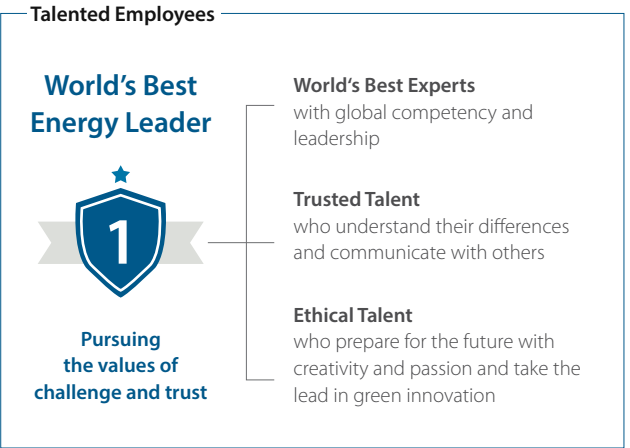 Talented Employees
World’s Best
Energy Leader
1
Pursuing
the values of
challenge and trust
World‘s Best Experts
with global competency and
leadership
Trusted Talent
who understand their differences
and communicate with others
Ethical Talent
who prepare for the future with
creativity and passion and take the
lead in green innovation